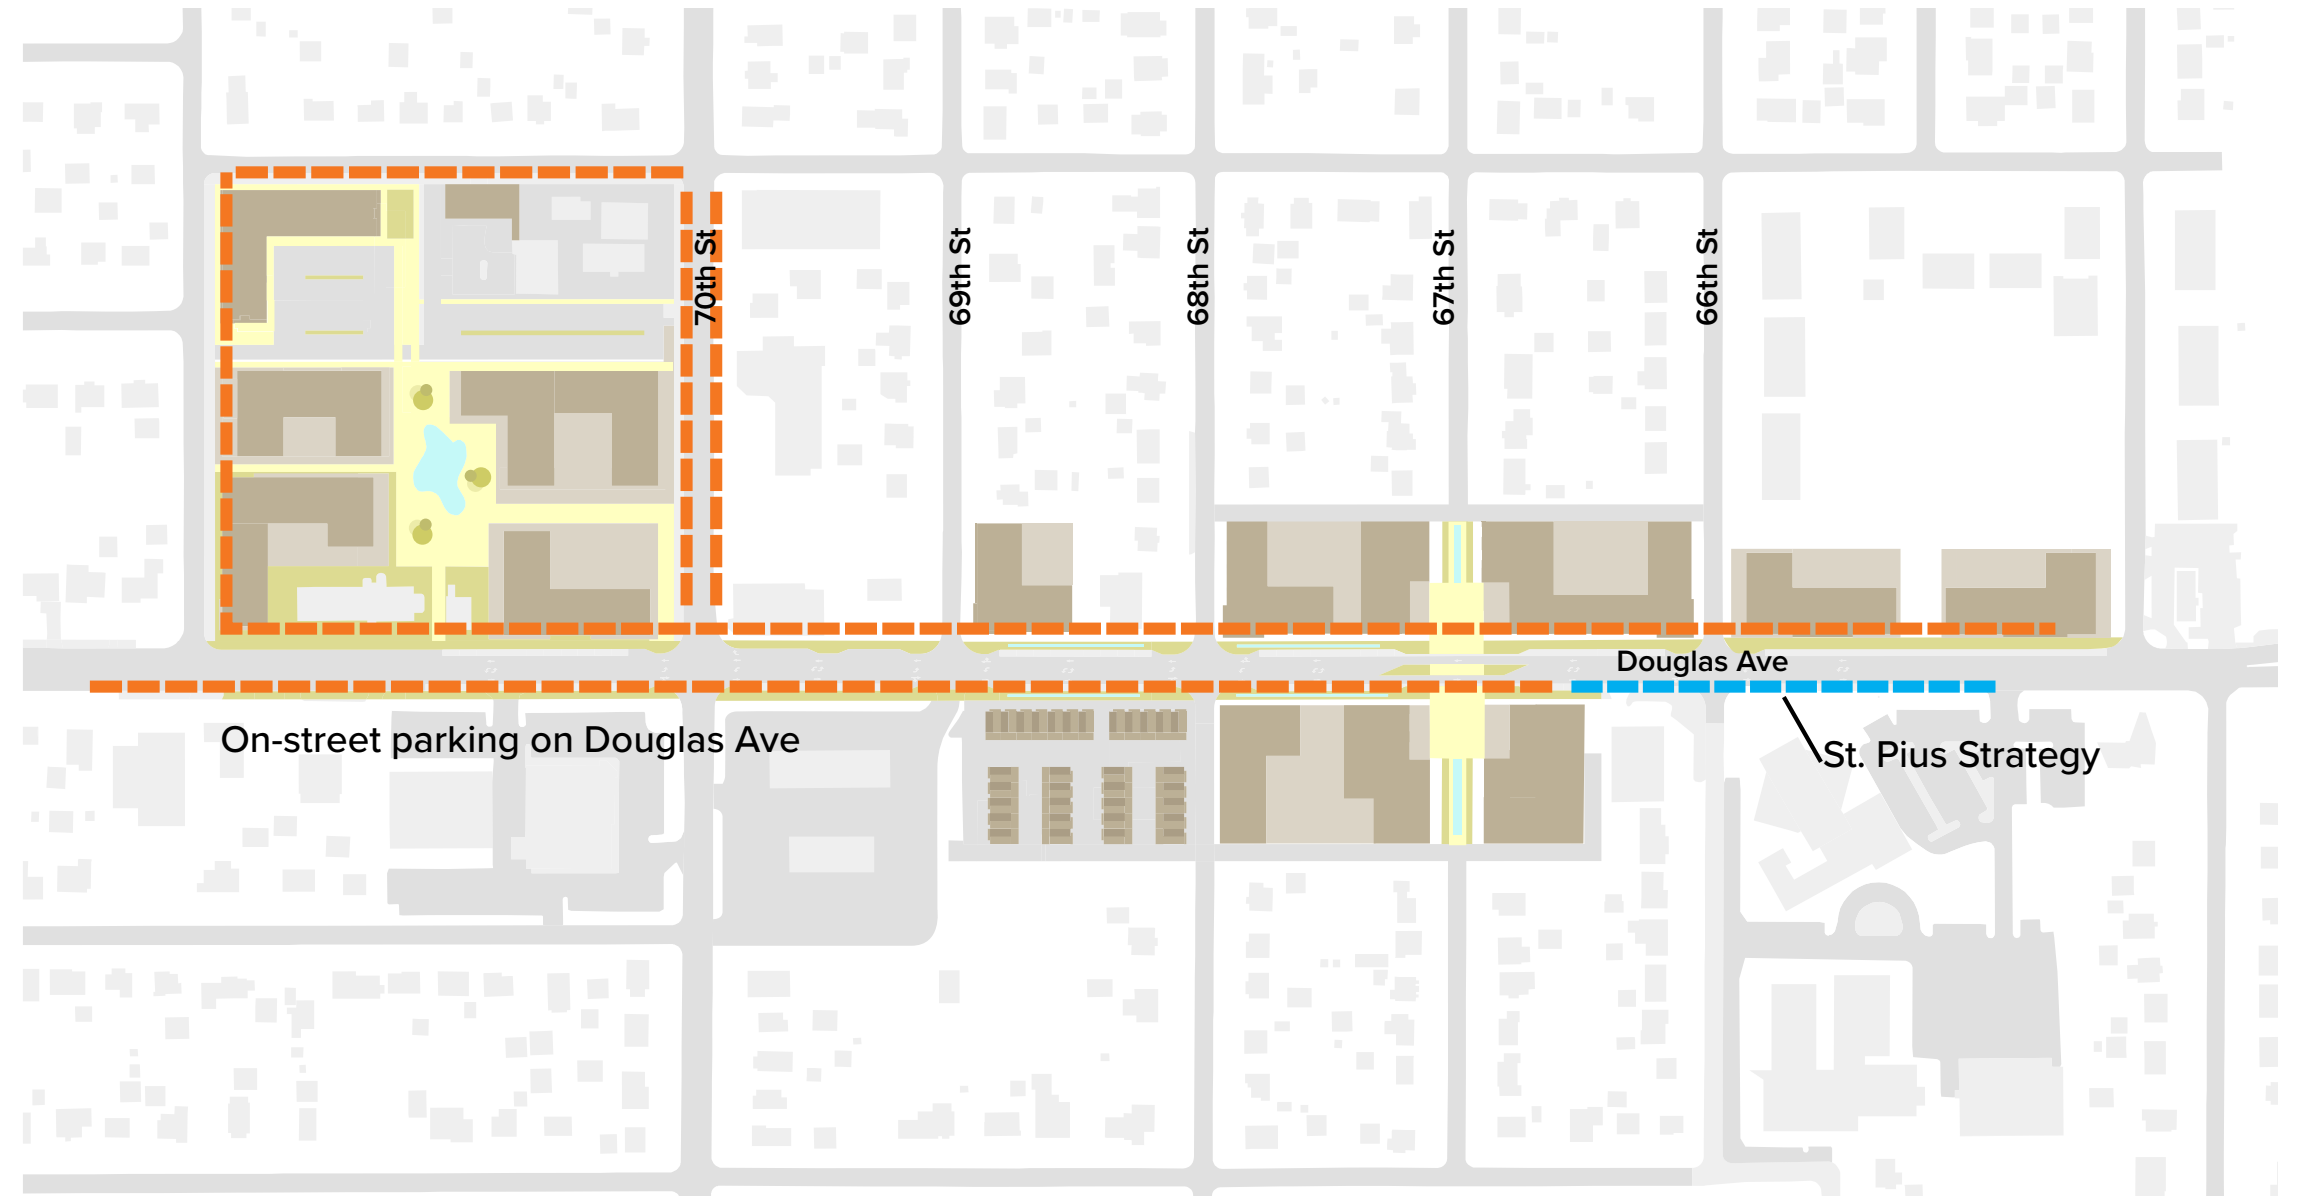 70th St
69th St
68th St
67th St
66th St
Douglas Ave
On-street parking on Douglas Ave
St. Pius Strategy